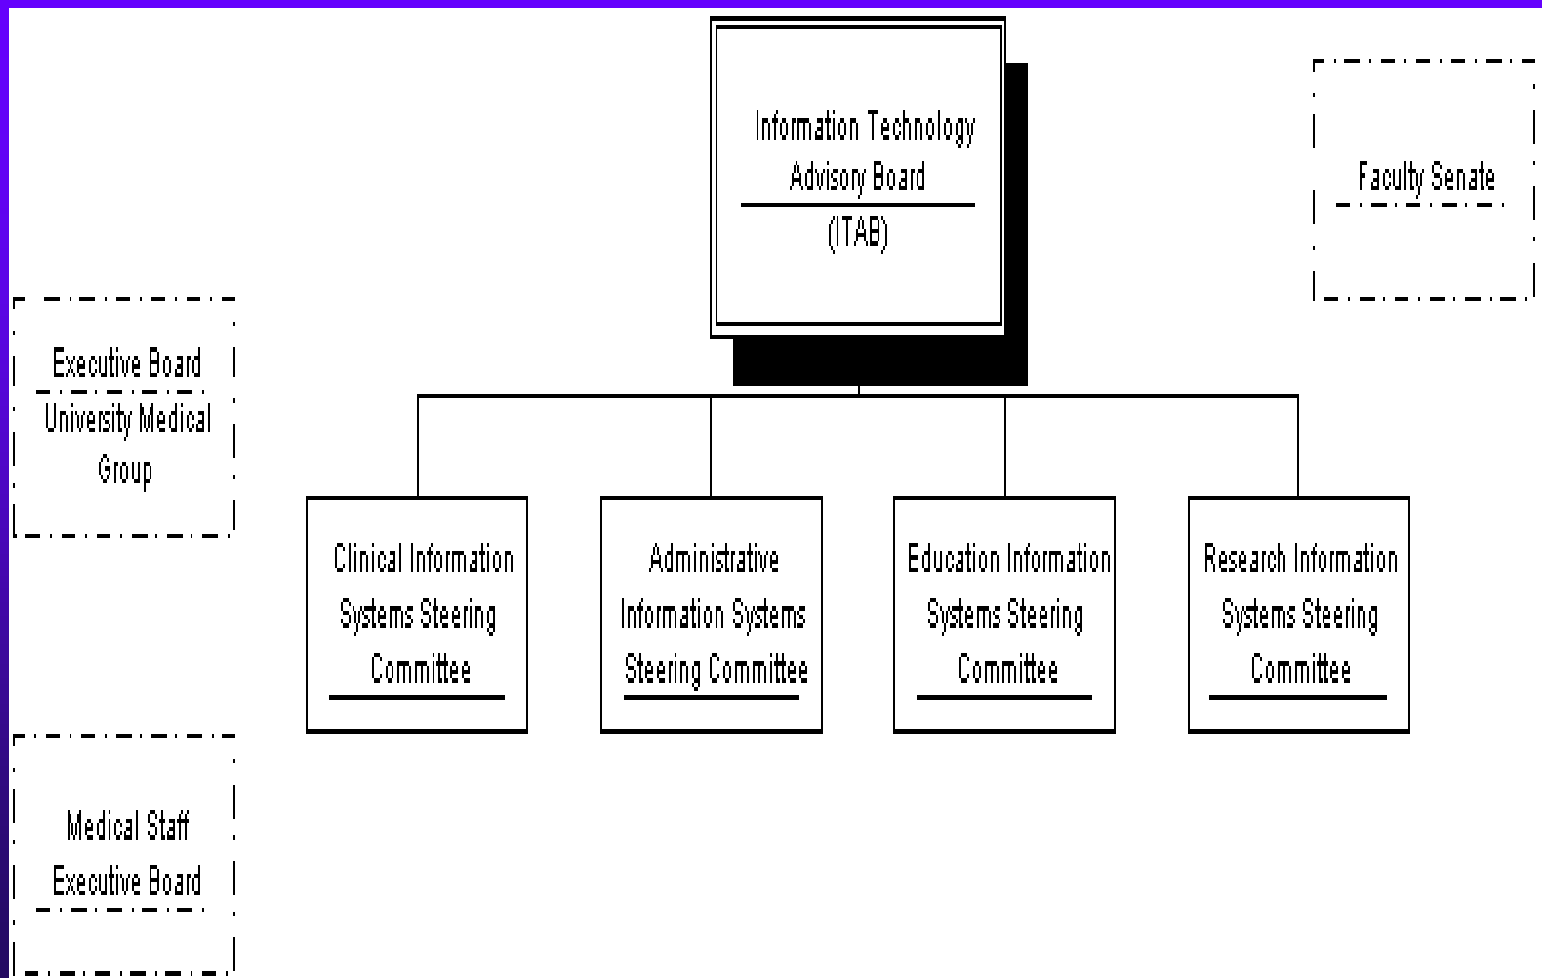 Information Technology
Advisory Board
(ITAB)
Faculty Senate
Executive Board
University Medical
Group
Clinical Information
Systems Steering
Committee
Administrative
Information Systems
Steering Committee
Education Information
Systems Steering
Committee
Research Information
Systems Steering
Committee
Medical Staff
Executive Board